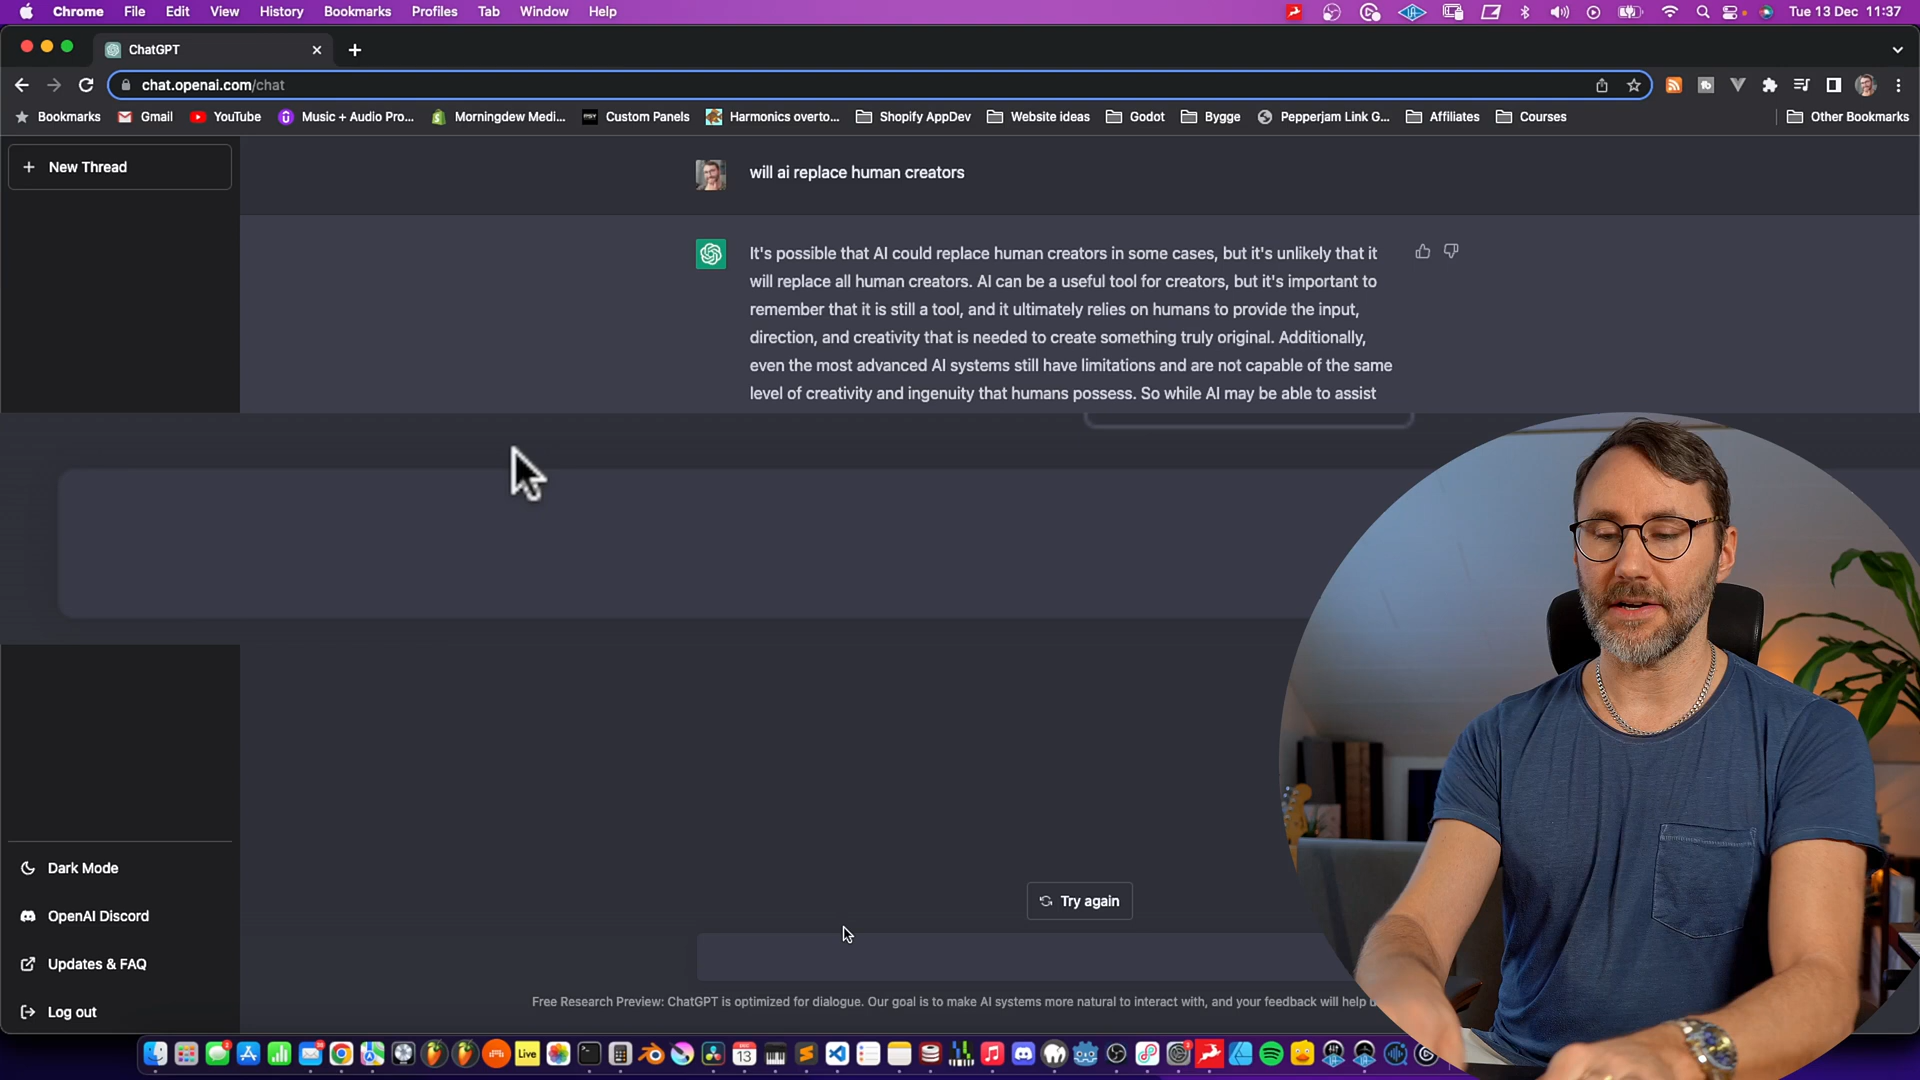 Chrome File Edit View History Bookmarks Profiles Tab Window Help Tue 13 Dec 11:37
ChatGPT
chat.openai.com/chat
Bookmarks Gmail YouTube Music + Audio Pro... Morningdew Medi... Custom Panels Harmonics overto... Shopify AppDev Website ideas Godot Bygge Pepperjam Link G... Affiliates Courses Other Bookmarks
New Thread
will ai replace human creators
It's possible that AI could replace human creators in some cases, but it's unlikely that it
will replace all human creators. AI can be a useful tool for creators, but it's important to
remember that it is still a tool, and it ultimately relies on humans to provide the input,
direction, and creativity that is needed to create something truly original. Additionally,
even the most advanced AI systems still have limitations and are not capable of the same
level of creativity and ingenuity that humans possess. So while AI may be able to assist
Dark Mode
OpenAI Discord
Updates & FAQ
Log out
Try again
Free Research Preview: ChatGPT is optimized for dialogue. Our goal is to make AI systems more natural to interact with, and your feedback will help
Live
13